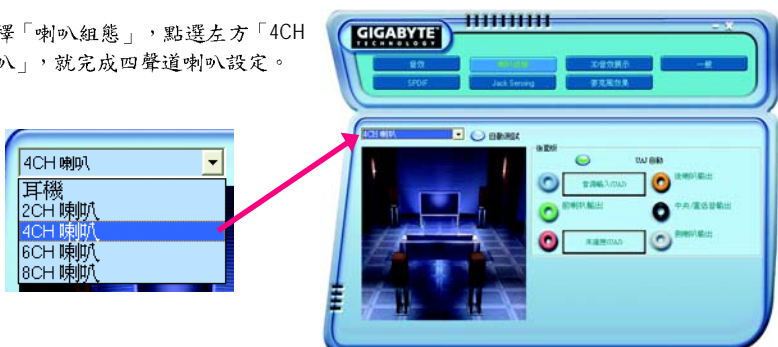 擇「喇叭組態」,點選左方「4CH
叭」,就完成四聲道喇叭設定。
4CH 喇叭
耳機
2CH 喇叭
4CH 喇叭
6CH 喇叭
8CH 喇叭
GIGABYTE
TECHNOLOGY
音效
喇叭組態
3D音效展示
一般
SPDIF
Jack Sensing
麥克風效果
4CH 喇叭
自動測試
後面板
UAJ 自動
音源輸入(UAJ)
後喇叭輸出
前喇叭輸出
中央/重低音輸出
側喇叭輸出